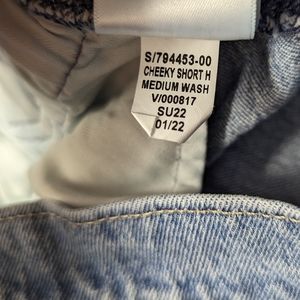 S/794453-00
CHEEKY SHORT H
MEDIUM WASH
V/000817
SU22
01/22